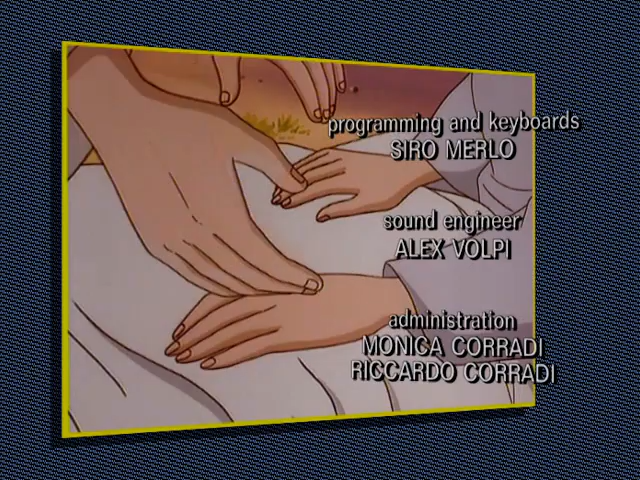 programming and keyboards
SIRO MERLO
sound engineer
ALEX VOLPI
administration
MONICA CORRADI
RICCARDO CORRADI